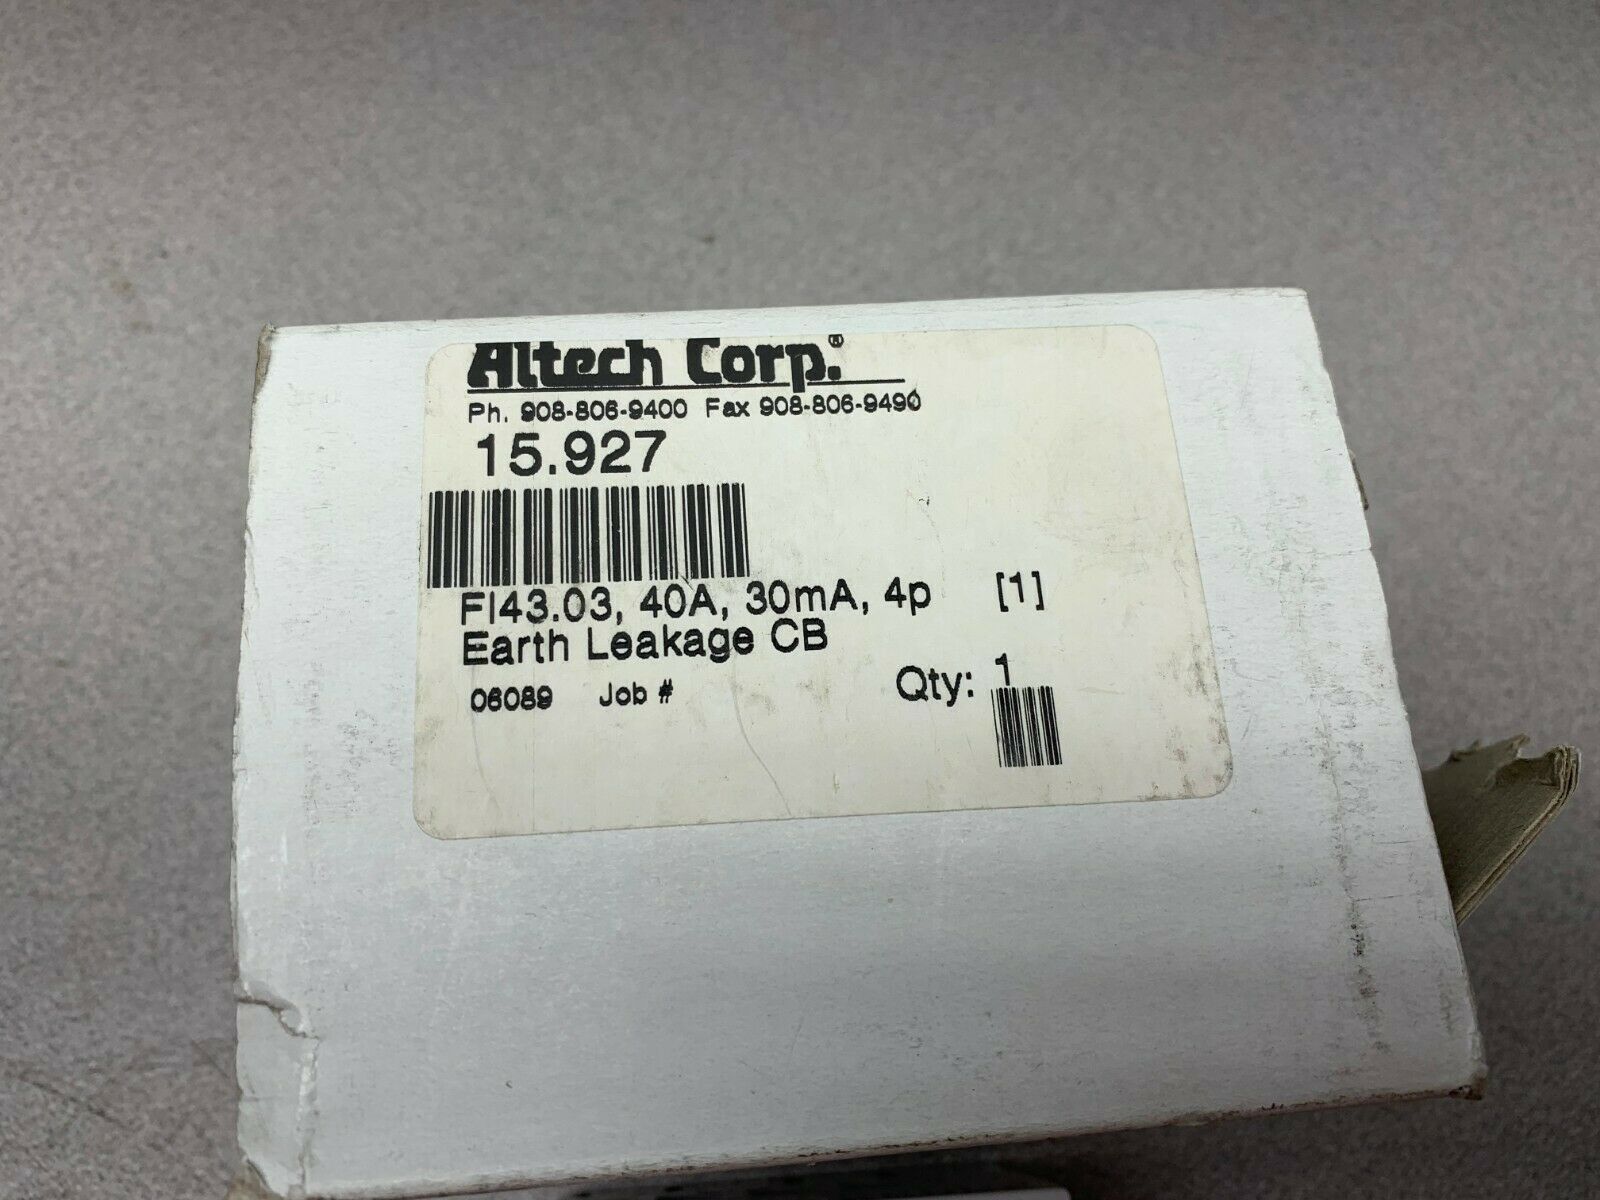 Altech Corp.®
Ph. 908-806-9400 Fax 908-806-9490
15.927
FI43.03, 40A, 30mA, 4p [1]
Earth Leakage CB
06089 Job # Qty: 1